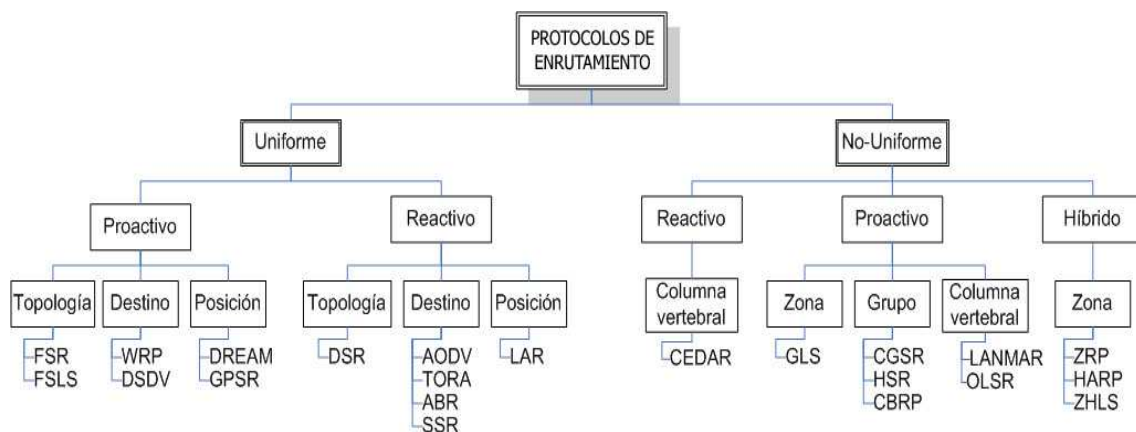 PROTOCOLOS DE
ENRUTAMIENTO
Uniforme
No-Uniforme
Proactivo
Reactivo
Reactivo
Proactivo
Híbrido
Topología
Destino
Posición
Topología
Destino
Posición
Columna
vertebral
Zona
Grupo
Columna
vertebral
Zona
FSR
FSLS
WRP
DSDV
DREAM
GPSR
DSR
AODV
TORA
ABR
SSR
LAR
CEDAR
GLS
CGSR
HSR
CBRP
LANMAR
OLSR
ZRP
HARP
ZHLS